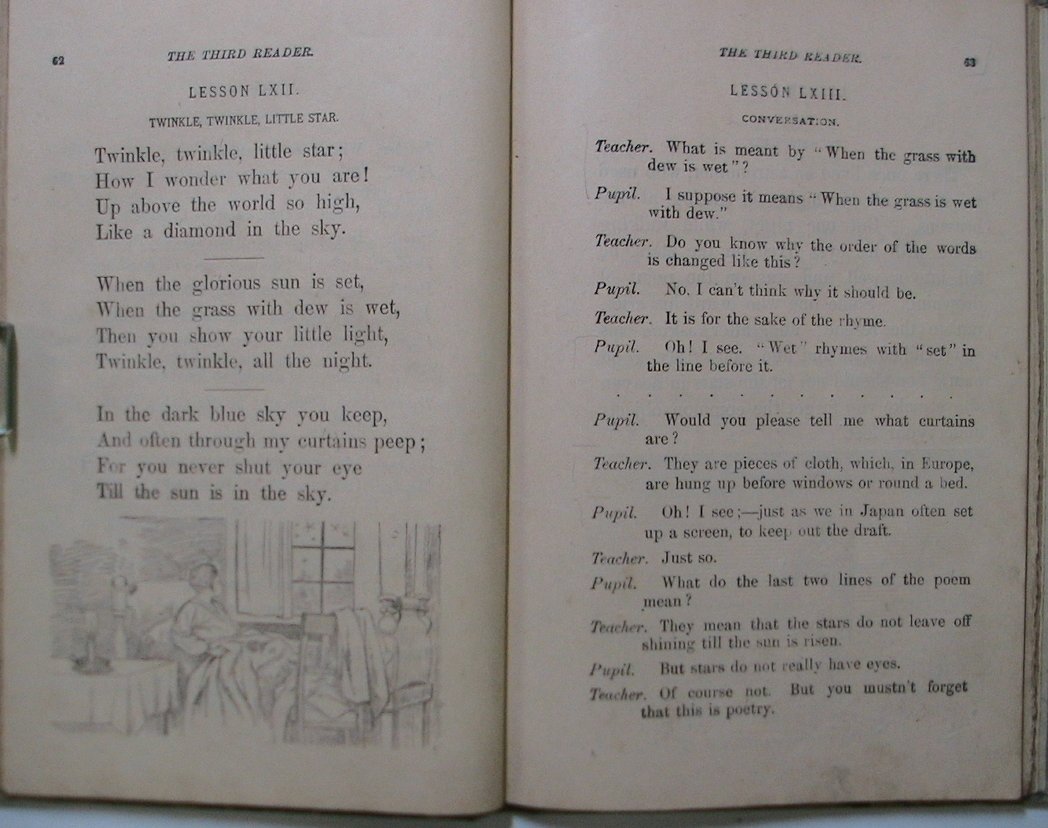 62
THE THIRD READER.
LESSON LXII.
TWINKLE, TWINKLE, LITTLE STAR.
Twinkle, twinkle, little star;
How I wonder what you are!
Up above the world so high,
Like a diamond in the sky.
When the glorious sun is set,
When the grass with dew is wet,
Then you show your little light,
Twinkle, twinkle, all the night.
In the dark blue sky you keep,
And often through my curtains peep;
For you never shut your eye
Till the sun is in the sky.
THE THIRD READER.
63
LESSON LXIII.
CONVERSATION.
Teacher. What is meant by "When the grass with
dew is wet"?
Pupil. I suppose it means "When the grass is wet
with dew."
Teacher. Do you know why the order of the words
is changed like this?
Pupil. No, I can't think why it should be.
Teacher. It is for the sake of the rhyme.
Pupil. Oh! I see. "Wet" rhymes with "set" in
the line before it.
. . . . . . . . . . . . .
Pupil. Would you please tell me what curtains
are?
Teacher. They are pieces of cloth, which, in Europe,
are hung up before windows or round a bed.
Pupil. Oh! I see;—just as we in Japan often set
up a screen, to keep out the draft.
Teacher. Just so.
Pupil. What do the last two lines of the poem
mean?
Teacher. They mean that the stars do not leave off
shining till the sun is risen.
Pupil. But stars do not really have eyes.
Teacher. Of course not. But you mustn't forget
that this is poetry.